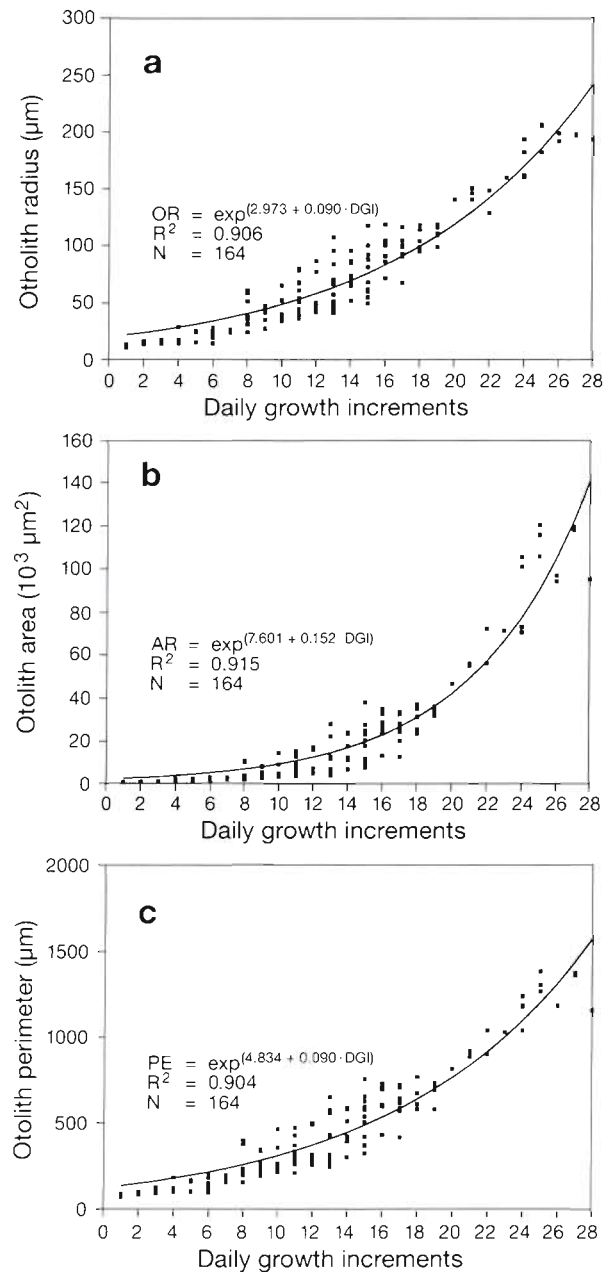 300
250
200
150
100
50
0
a
Otholith radius (µm)
OR = exp(2.973 + 0.090 · DGI)
R² = 0.906
N = 164
0 2 4 6 8 10 12 14 16 18 20 22 24 26 28
Daily growth increments
160
140
120
100
80
60
40
20
0
b
Otolith area (10³ µm²)
AR = exp(7.601 + 0.152 DGI)
R² = 0.915
N = 164
0 2 4 6 8 10 12 14 16 18 20 22 24 26 28
Daily growth increments
2000
1500
1000
500
0
c
Otolith perimeter (µm)
PE = exp(4.834 + 0.090 · DGI)
R² = 0.904
N = 164
0 2 4 6 8 10 12 14 16 18 20 22 24 26 28
Daily growth increments